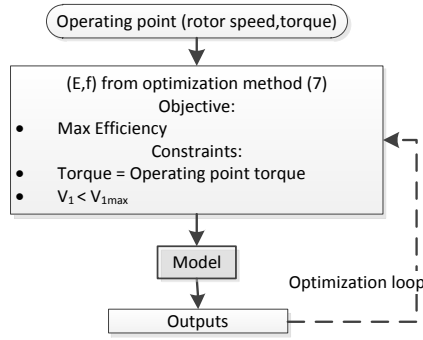 Operating point (rotor speed,torque)
(E,f) from optimization method (7)
Objective:
• Max Efficiency
Constraints:
• Torque = Operating point torque
• V₁ < V₁max
Model
Optimization loop
Outputs